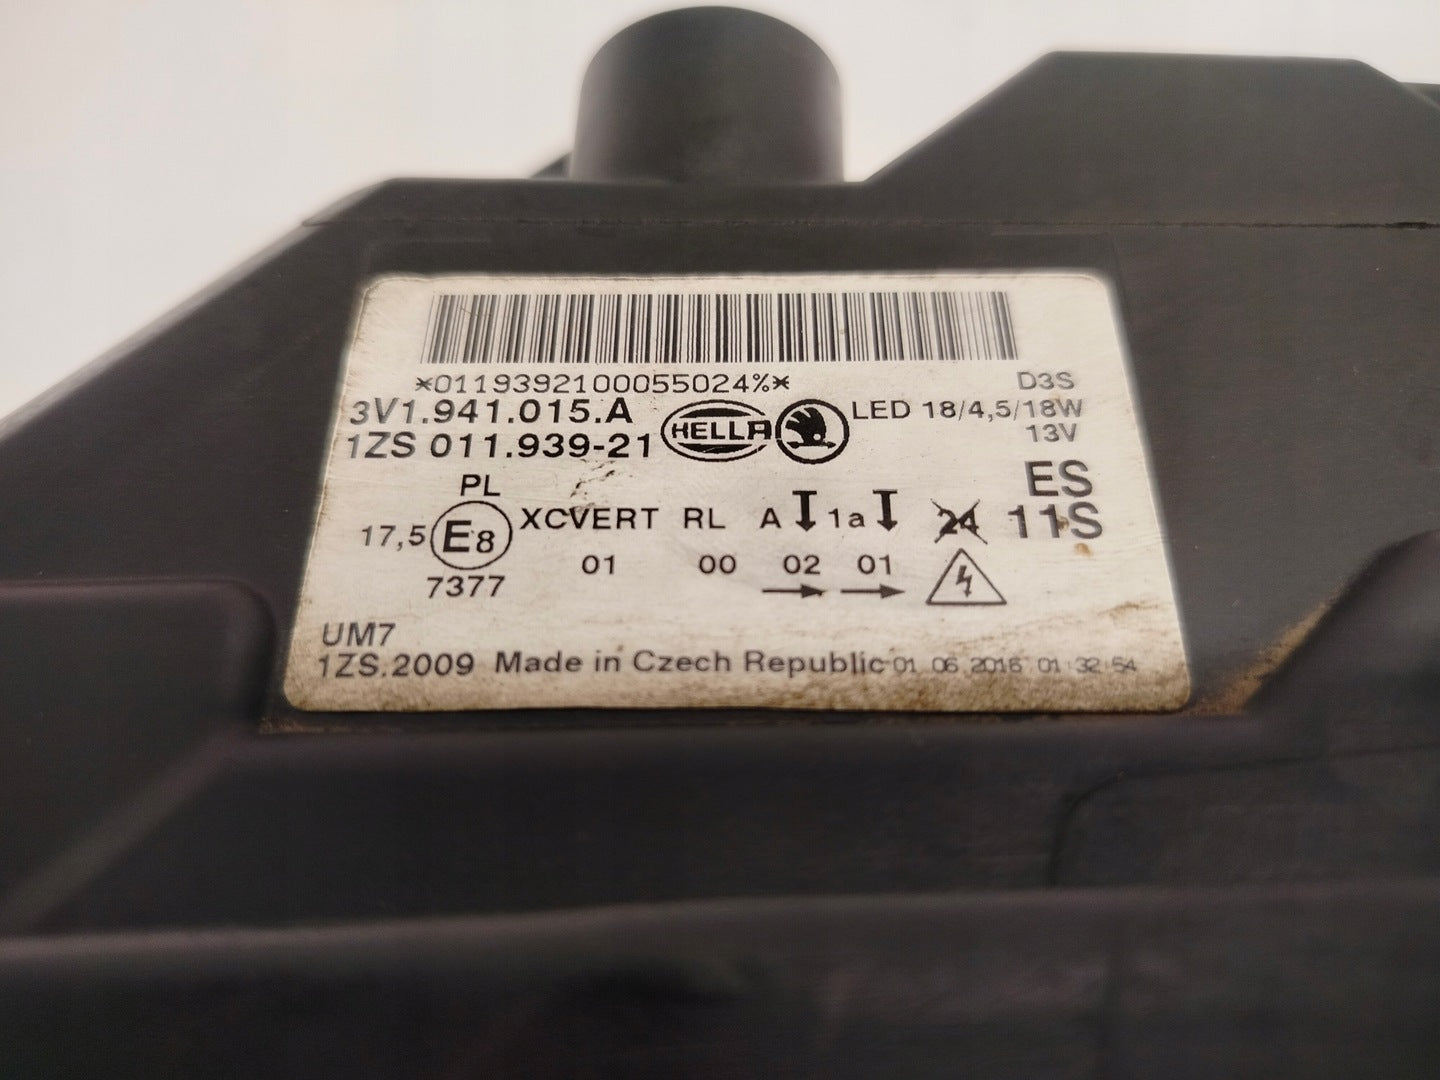 *0119392100055024%*
D3S
3V1.941.015.A
HELLA
LED 18/4,5/18W
1ZS 011.939-21
13V
PL
ES
17,5 E8 XCVERT RL A 1a 24 11S
7377 01 00 02 01
UM7
1ZS.2009 Made in Czech Republic 01 06 2016 01:32:54